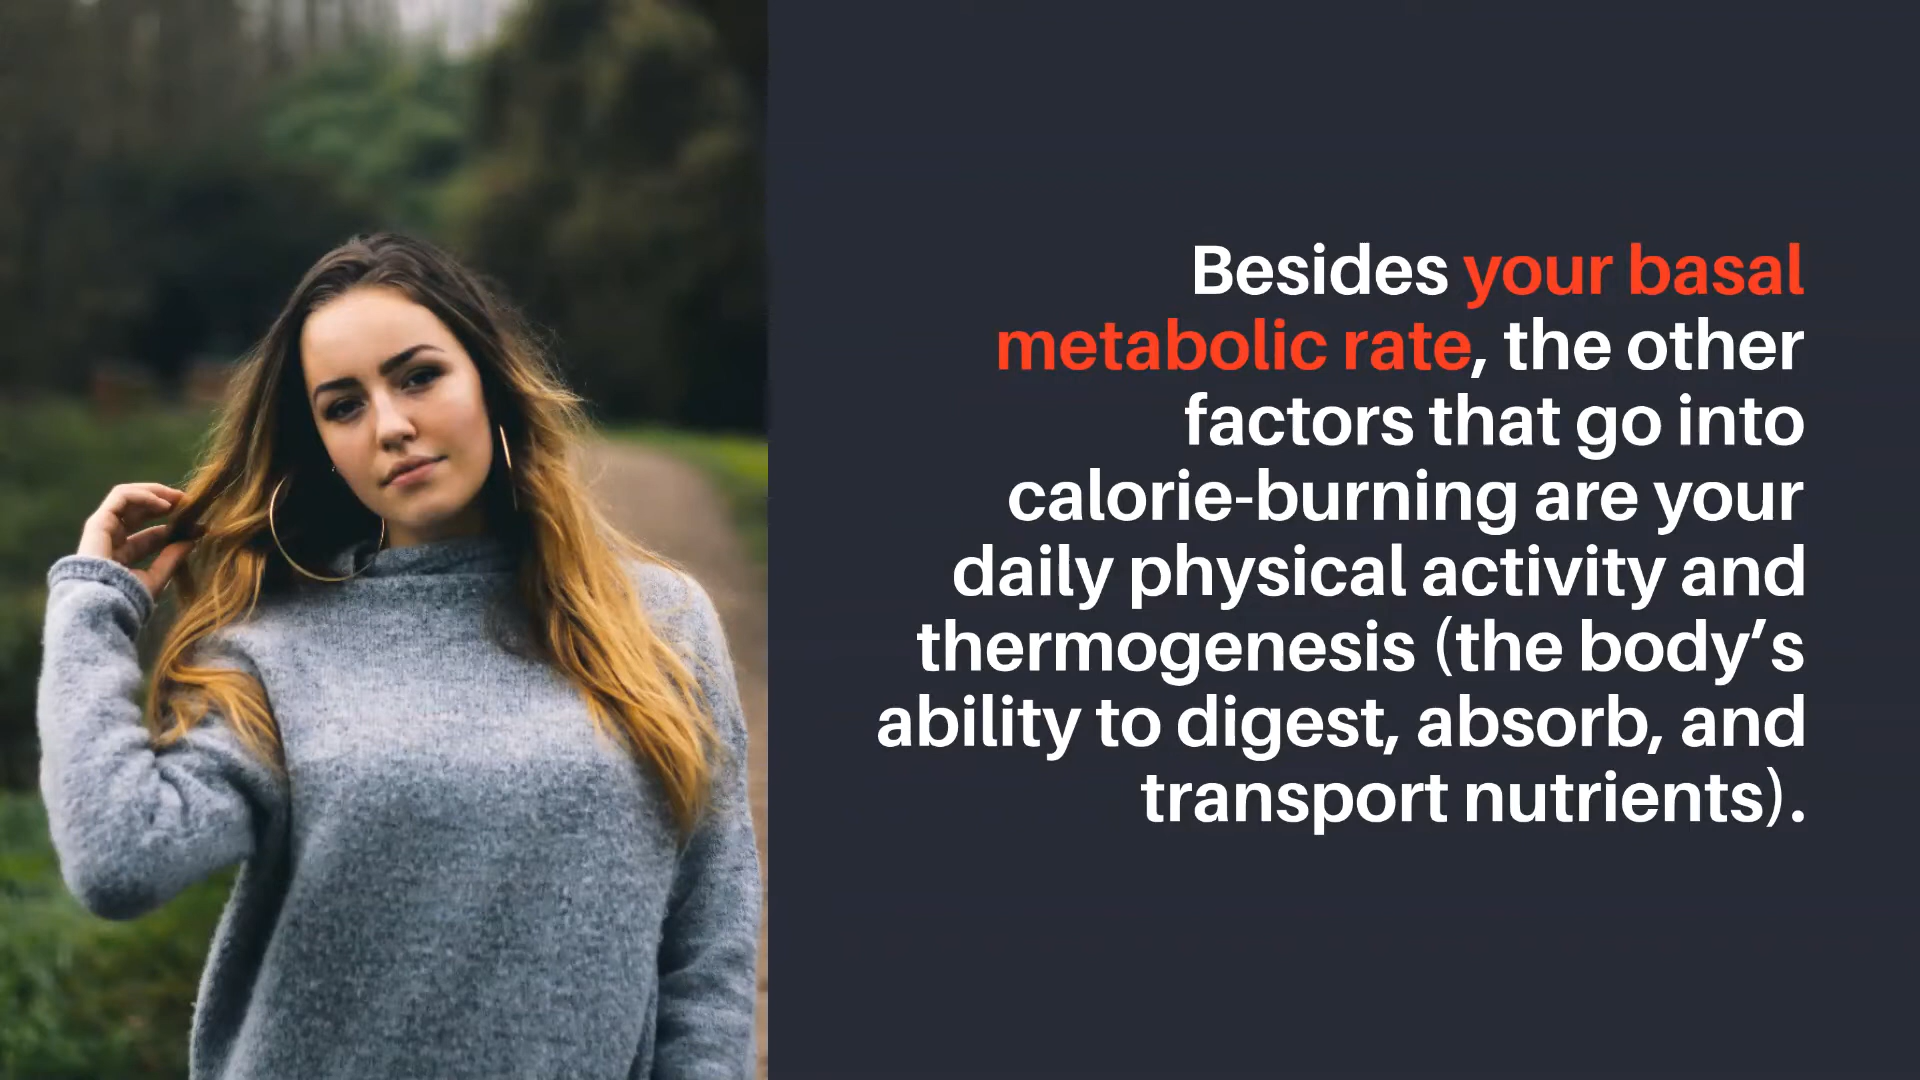 Besides your basal
metabolic rate, the other
factors that go into
calorie-burning are your
daily physical activity and
thermogenesis (the body’s
ability to digest, absorb, and
transport nutrients).